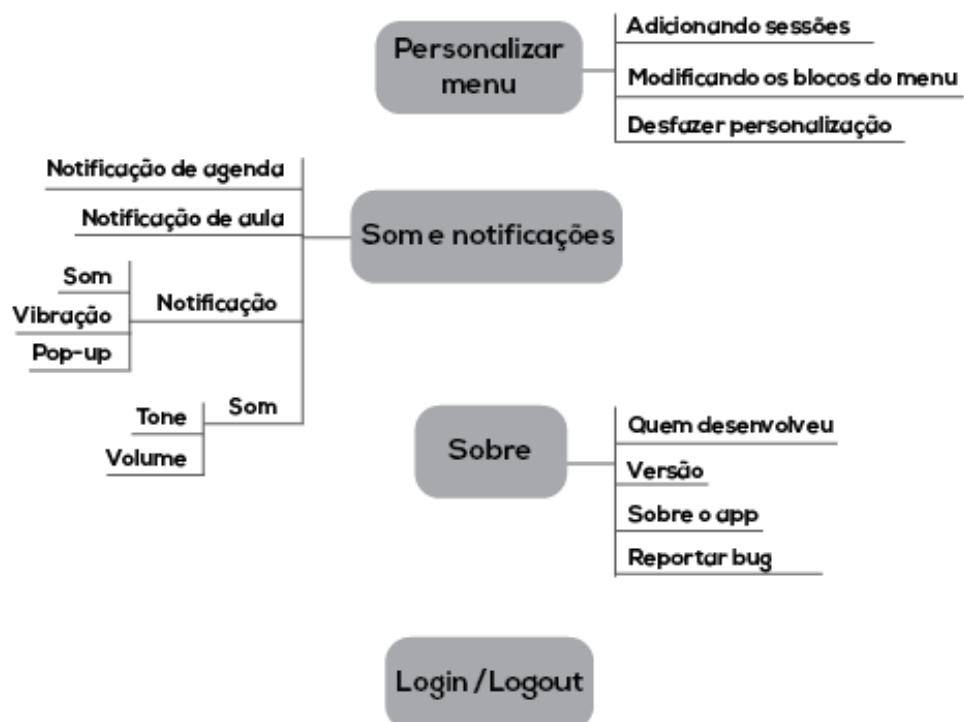 Personalizar
menu
Adicionando sessões
Modificando os blocos do menu
Desfazer personalização
Som e notificações
Notificação de agenda
Notificação de aula
Notificação
Som
Vibração
Pop-up
Som
Tone
Volume
Sobre
Quem desenvolveu
Versão
Sobre o app
Reportar bug
Login/Logout